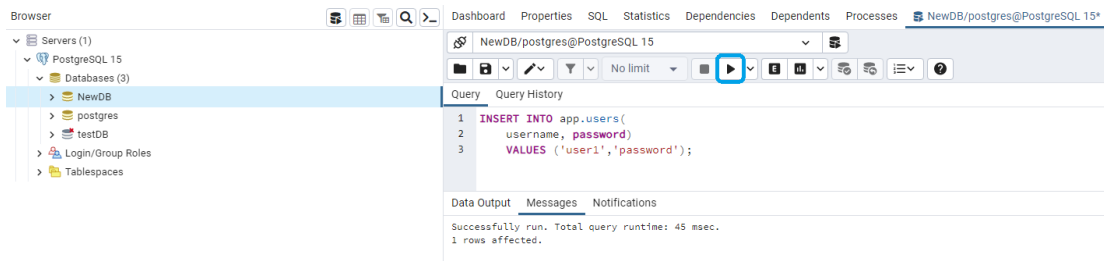 Browser
Servers (1)
PostgreSQL 15
Databases (3)
NewDB
postgres
testDB
Login/Group Roles
Tablespaces
Dashboard Properties SQL Statistics Dependencies Dependents Processes NewDB/postgres@PostgreSQL 15*
NewDB/postgres@PostgreSQL 15
No limit E
Query Query History
1 INSERT INTO app.users(
2 username, password)
3 VALUES ('user1','password');
Data Output Messages Notifications
Successfully run. Total query runtime: 45 msec.
1 rows affected.